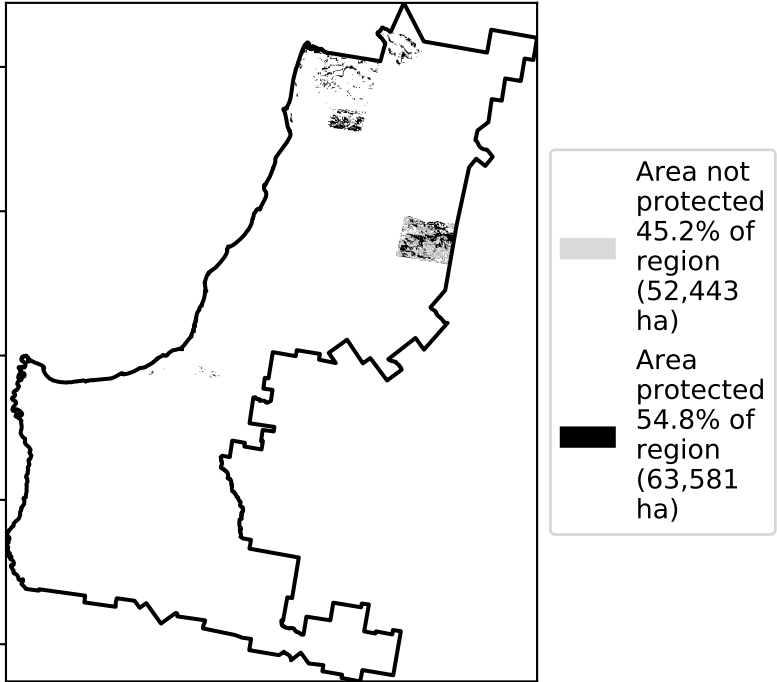 Area not
protected
45.2% of
region
(52,443
ha)
Area
protected
54.8% of
region
(63,581
ha)